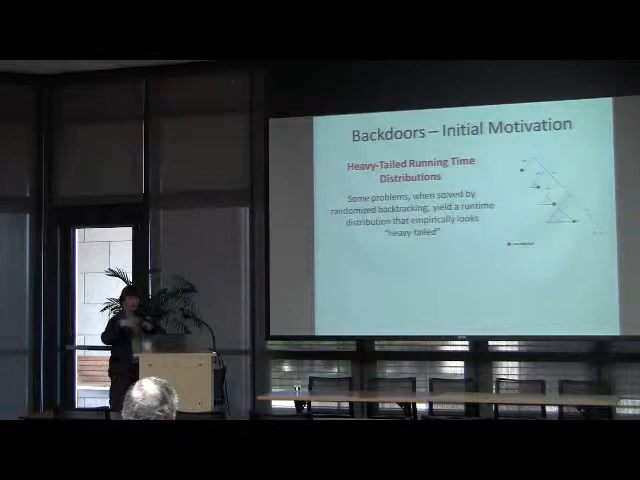 Backdoors – Initial Motivation
Heavy-Tailed Running Time
Distributions
Some problems, when solved by
randomized backtracking, yield a runtime
distribution that empirically looks
"heavy-tailed"